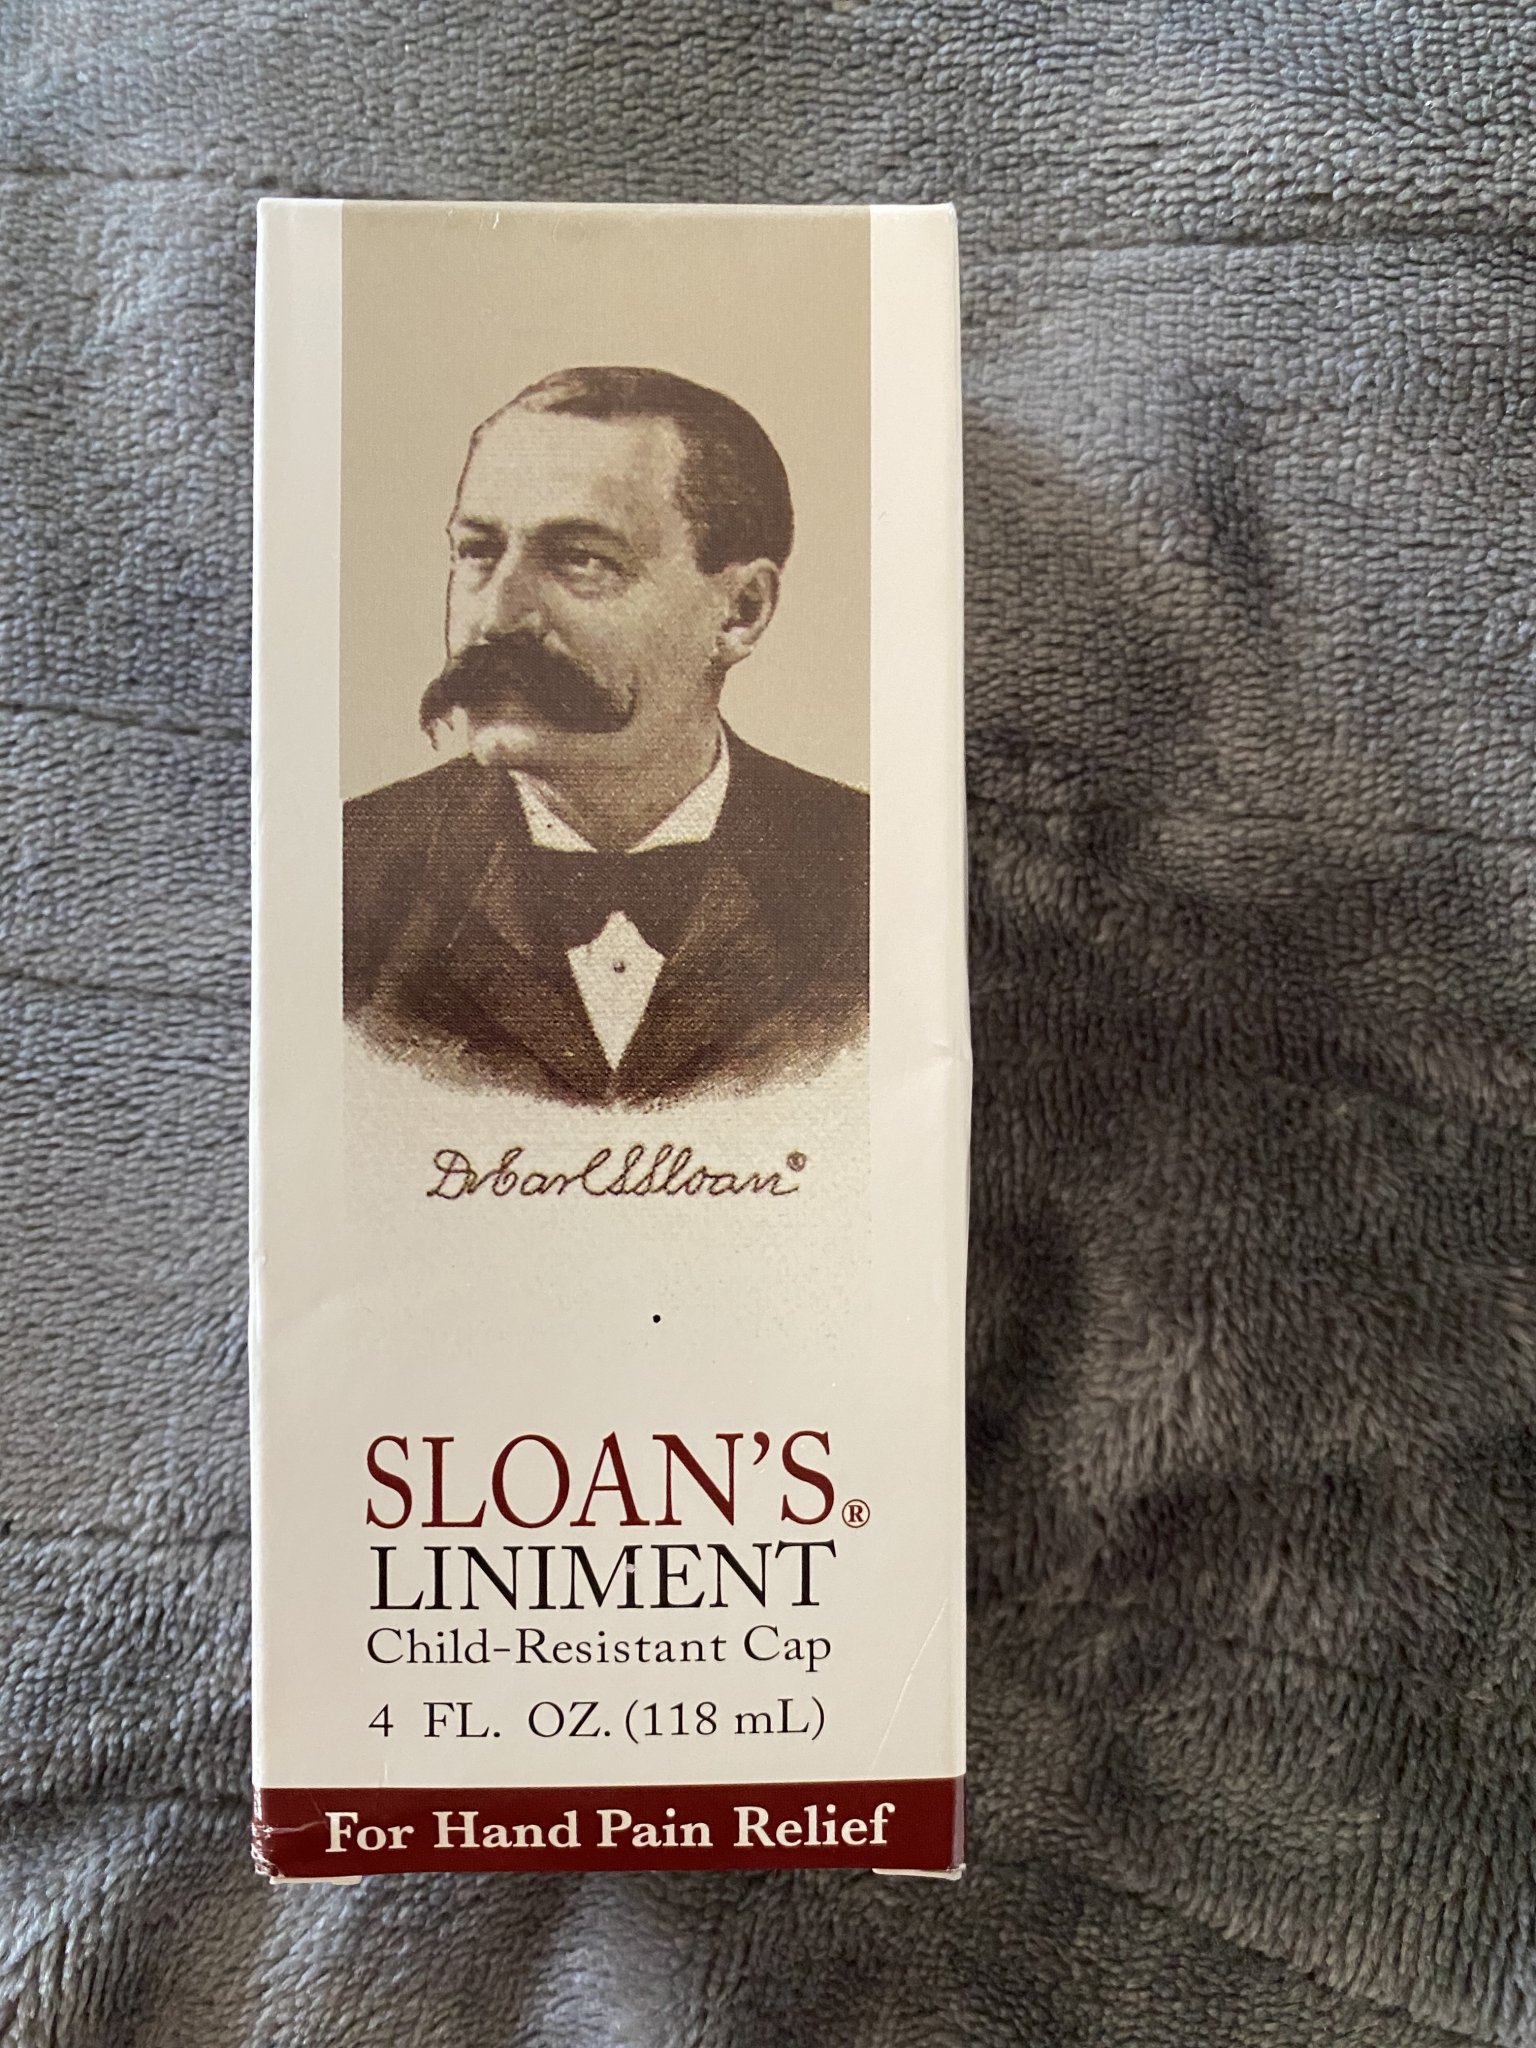 Dr Earl S Sloan®
SLOAN'S®
LINIMENT
Child-Resistant Cap
4 FL. OZ. (118 mL)
For Hand Pain Relief